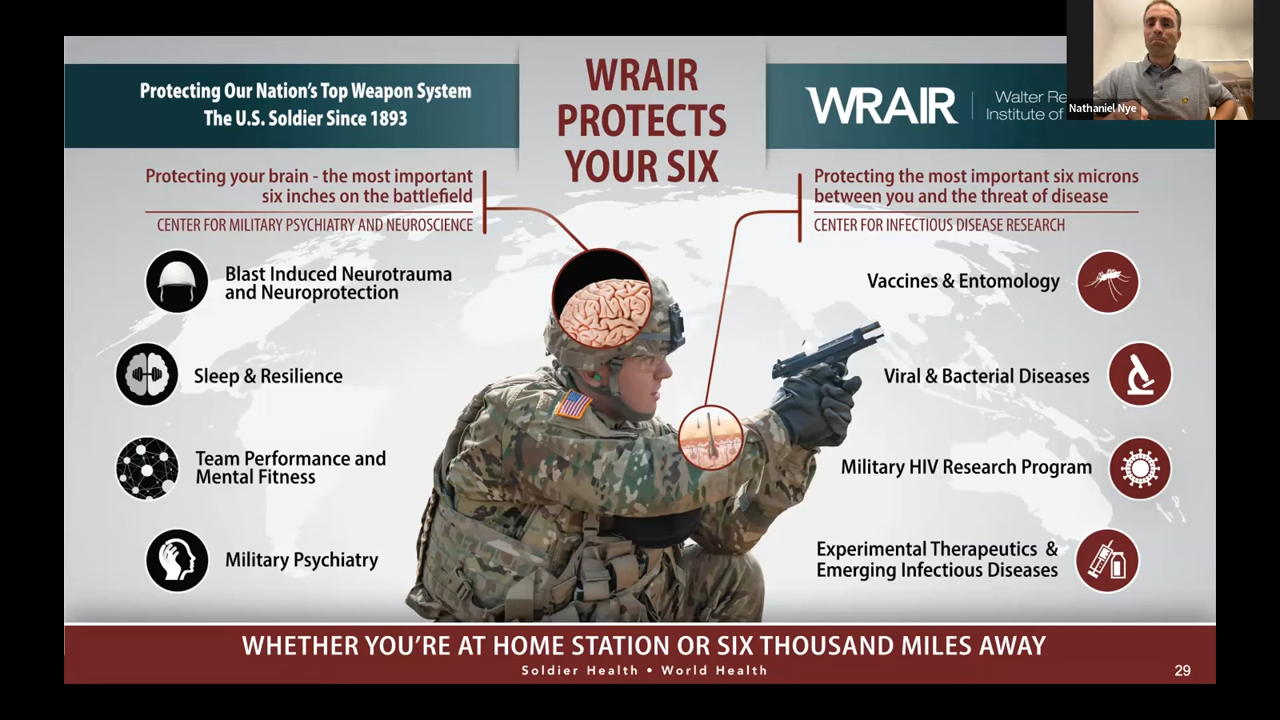 Protecting Our Nation's Top Weapon System
The U.S. Soldier Since 1893
WRAIR
PROTECTS
YOUR SIX
WRAIR
Walter
Institute of
Nathaniel Nye
Protecting your brain - the most important
six inches on the battlefield
CENTER FOR MILITARY PSYCHIATRY AND NEUROSCIENCE
Blast Induced Neurotrauma
and Neuroprotection
Sleep & Resilience
Team Performance and
Mental Fitness
Military Psychiatry
Protecting the most important six microns
between you and the threat of disease
CENTER FOR INFECTIOUS DISEASE RESEARCH
Vaccines & Entomology
Viral & Bacterial Diseases
Military HIV Research Program
Experimental Therapeutics &
Emerging Infectious Diseases
WHETHER YOU'RE AT HOME STATION OR SIX THOUSAND MILES AWAY
Soldier Health • World Health
29